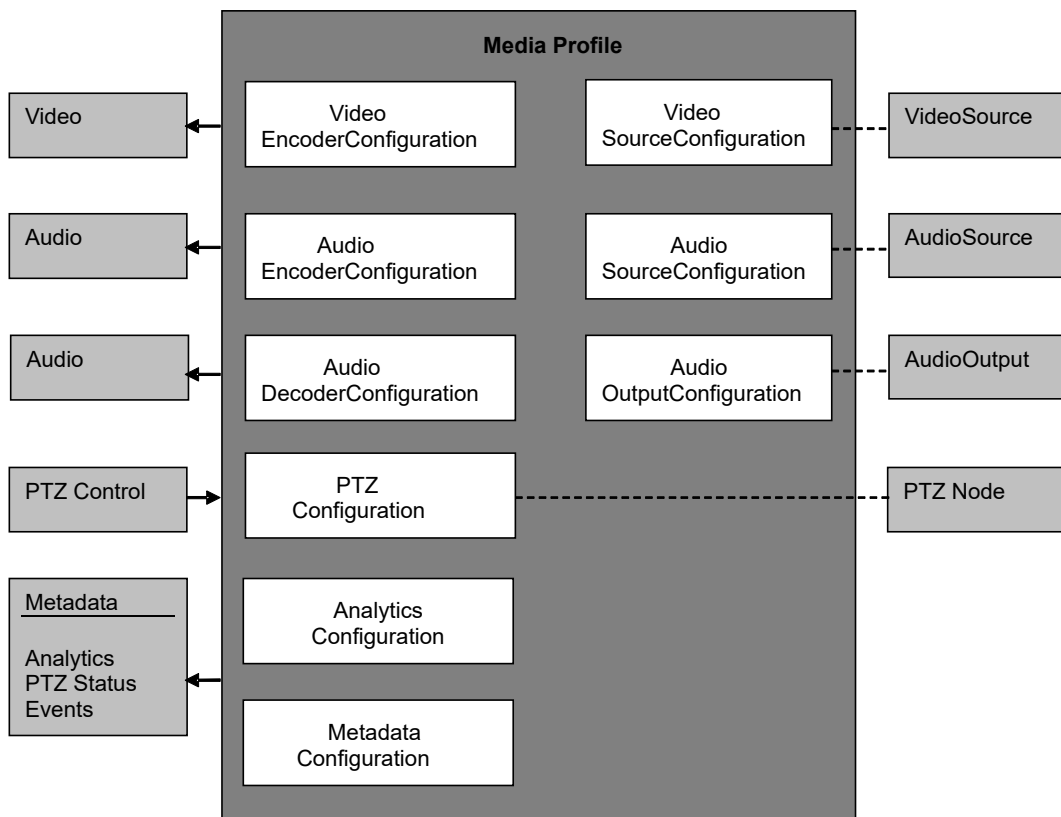 Media Profile
Video
Video
EncoderConfiguration
Video
SourceConfiguration
VideoSource
Audio
Audio
EncoderConfiguration
Audio
SourceConfiguration
AudioSource
Audio
Audio
DecoderConfiguration
Audio
OutputConfiguration
AudioOutput
PTZ Control
PTZ
Configuration
PTZ Node
Metadata
Analytics
PTZ Status
Events
Analytics
Configuration
Metadata
Configuration